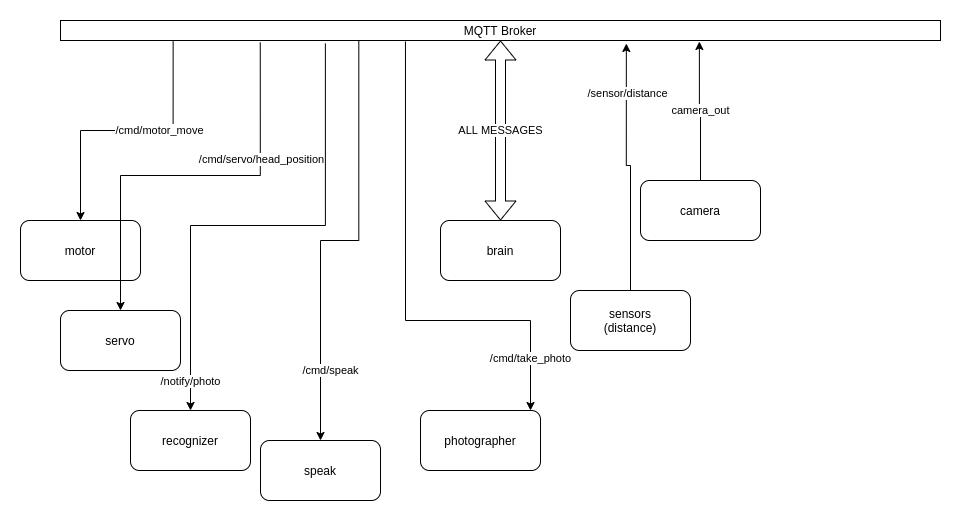 MQTT Broker
/sensor/distance
camera_out
/cmd/motor_move
ALL MESSAGES
/cmd/servo/head_position
camera
motor
brain
sensors
(distance)
servo
/cmd/take_photo
/cmd/speak
/notify/photo
recognizer
photographer
speak